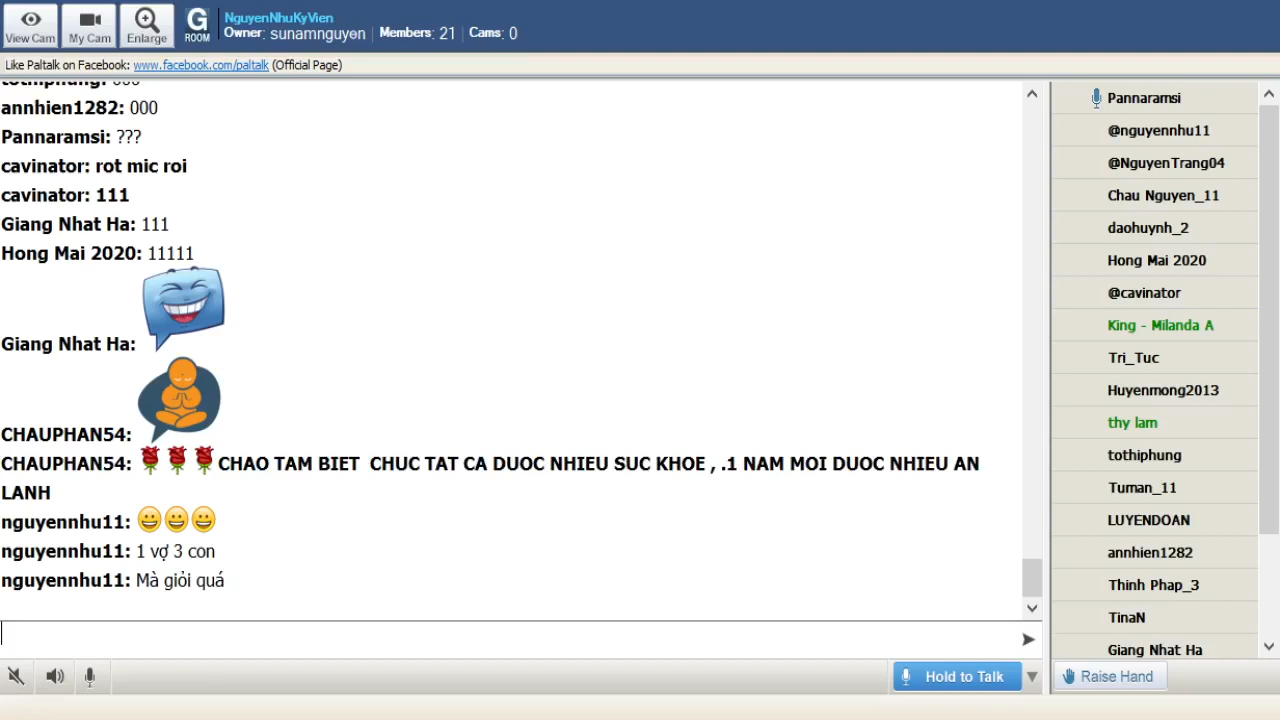 View Cam
My Cam
Enlarge
G
ROOM
NguyenNhuKyVien
Owner: sunamnguyen Members: 21 Cams: 0
Like Paltalk on Facebook: www.facebook.com/paltalk (Official Page)
annhien1282: 000
Pannaramsi: ???
cavinator: rot mic roi
cavinator: 111
Giang Nhat Ha: 111
Hong Mai 2020: 11111
Giang Nhat Ha:
CHAUPHAN54:
CHAUPHAN54: CHAO TAM BIET CHUC TAT CA DUOC NHIEU SUC KHOE , .1 NAM MOI DUOC NHIEU AN
LANH
nguyennhu11:
nguyennhu11: 1 vợ 3 con
nguyennhu11: Mà giỏi quá
Hold to Talk
Pannaramsi
@nguyennhu11
@NguyenTrang04
Chau Nguyen_11
daohuynh_2
Hong Mai 2020
@cavinator
King - Milanda A
Tri_Tuc
Huyenmong2013
thy lam
tothiphung
Tuman_11
LUYENDOAN
annhien1282
Thinh Phap_3
TinaN
Giang Nhat Ha
Raise Hand